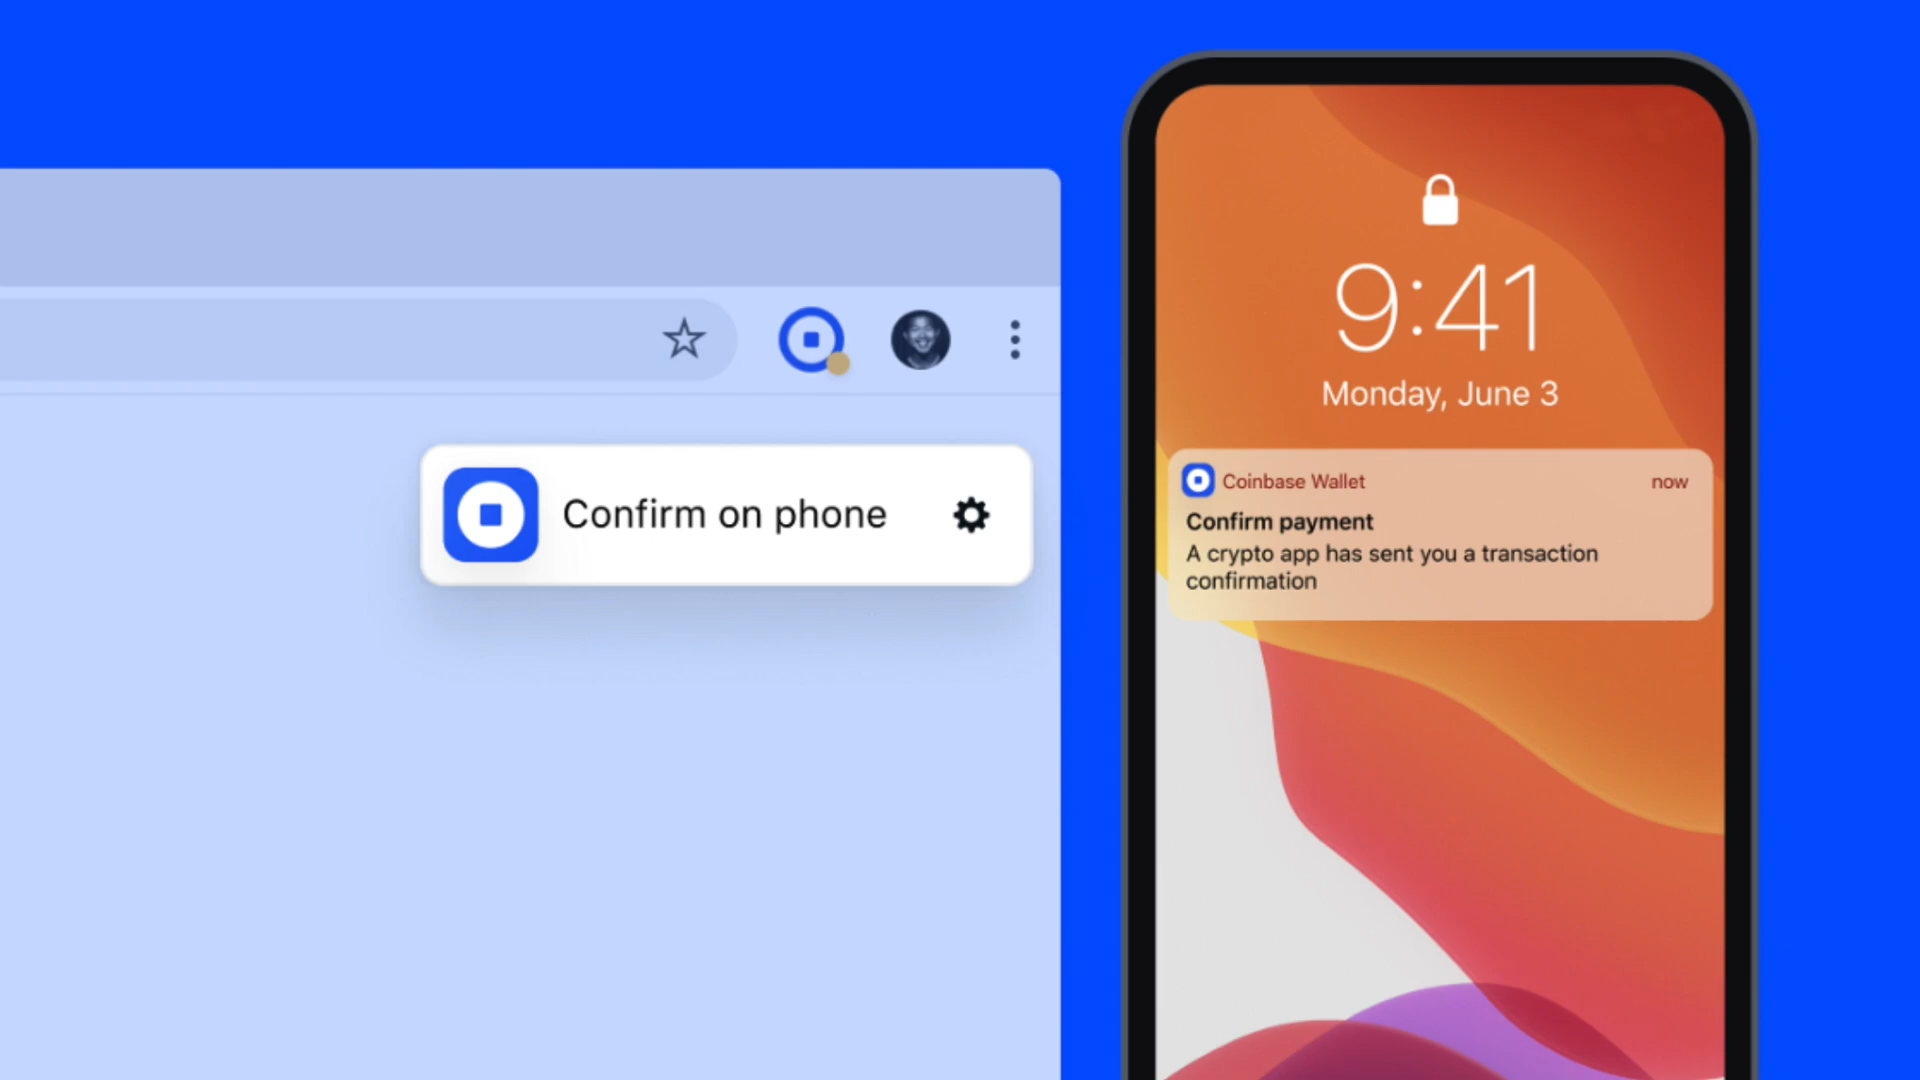 Confirm on phone
9:41
Monday, June 3
Coinbase Wallet now
Confirm payment
A crypto app has sent you a transaction
confirmation